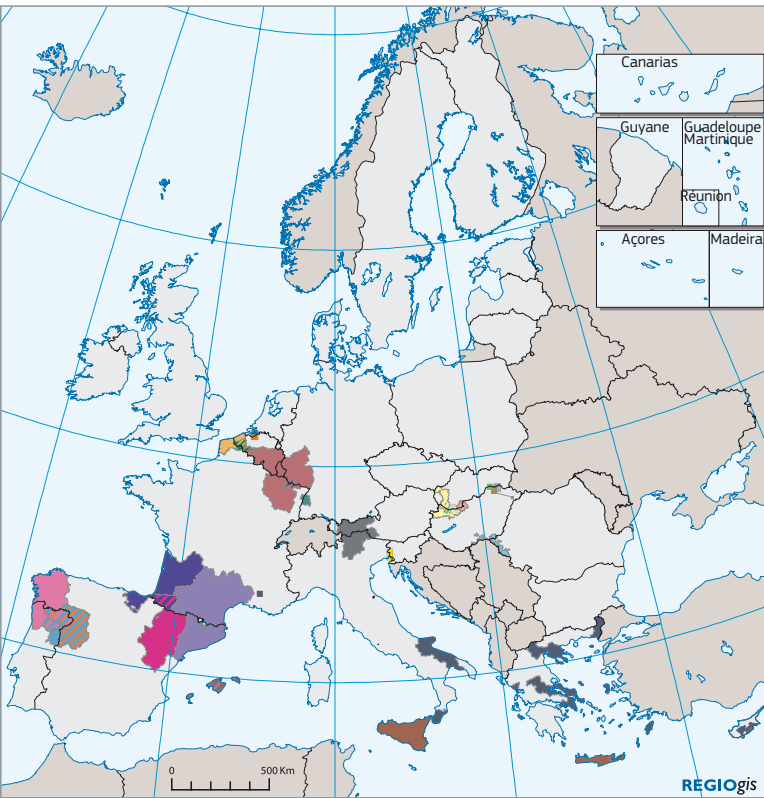 Canarias
Guyane
Guadeloupe
Martinique
Réunion
Açores
Madeira
0
500 Km
REGIOgis